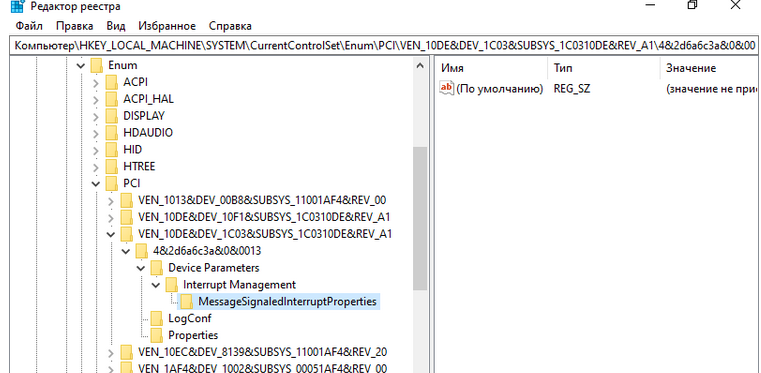 Редактор реестра
Файл Правка Вид Избранное Справка
Компьютер\HKEY_LOCAL_MACHINE\SYSTEM\CurrentControlSet\Enum\PCI\VEN_10DE&DEV_1C03&SUBSYS_1C0310DE&REV_A1\4&2d6a6c3a&0&00
Enum
Имя Тип Значение
ACPI
(По умолчанию) REG_SZ (значение не при
ACPI_HAL
DISPLAY
HDAUDIO
HID
HTREE
PCI
VEN_1013&DEV_00B8&SUBSYS_11001AF4&REV_00
VEN_10DE&DEV_10F1&SUBSYS_1C0310DE&REV_A1
VEN_10DE&DEV_1C03&SUBSYS_1C0310DE&REV_A1
4&2d6a6c3a&0&0013
Device Parameters
Interrupt Management
MessageSignaledInterruptProperties
LogConf
Properties
VEN_10EC&DEV_8139&SUBSYS_11001AF4&REV_20
VEN_1AF4&DEV_1002&SUBSYS_00051AF4&REV_00